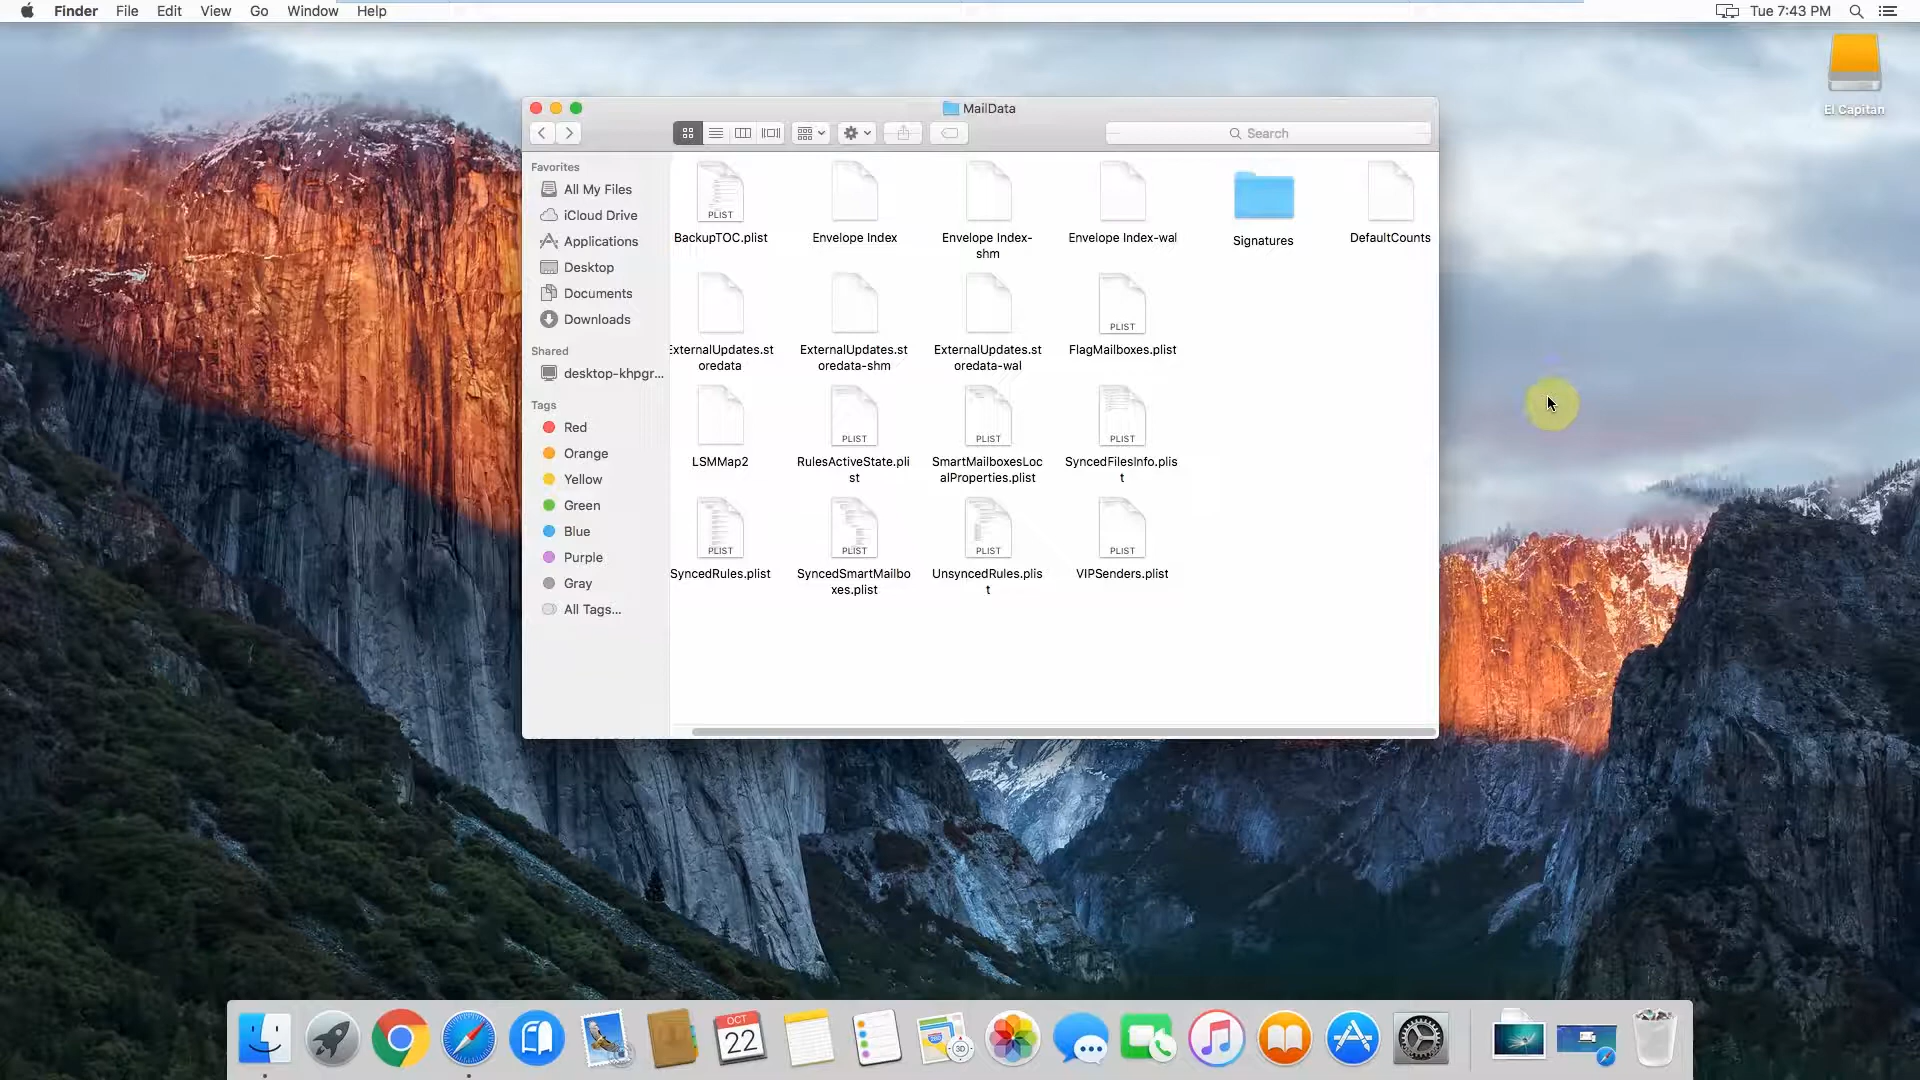 Finder File Edit View Go Window Help
Tue 7:43 PM
El Capitan
MailData
Search
Favorites
All My Files
iCloud Drive
Applications
Desktop
Documents
Downloads
Shared
desktop-khpgr...
Tags
Red
Orange
Yellow
Green
Blue
Purple
Gray
All Tags...
PLIST
BackupTOC.plist
Envelope Index
Envelope Index-
shm
Envelope Index-wal
Signatures
DefaultCounts
ExternalUpdates.st
oredata
ExternalUpdates.st
oredata-shm
ExternalUpdates.st
oredata-wal
PLIST
FlagMailboxes.plist
LSMMap2
PLIST
RulesActiveState.pli
st
PLIST
SmartMailboxesLoc
alProperties.plist
PLIST
SyncedFilesInfo.plis
t
PLIST
SyncedRules.plist
PLIST
SyncedSmartMailbo
xes.plist
PLIST
UnsyncedRules.plis
t
PLIST
VIPSenders.plist
OCT
22
3D